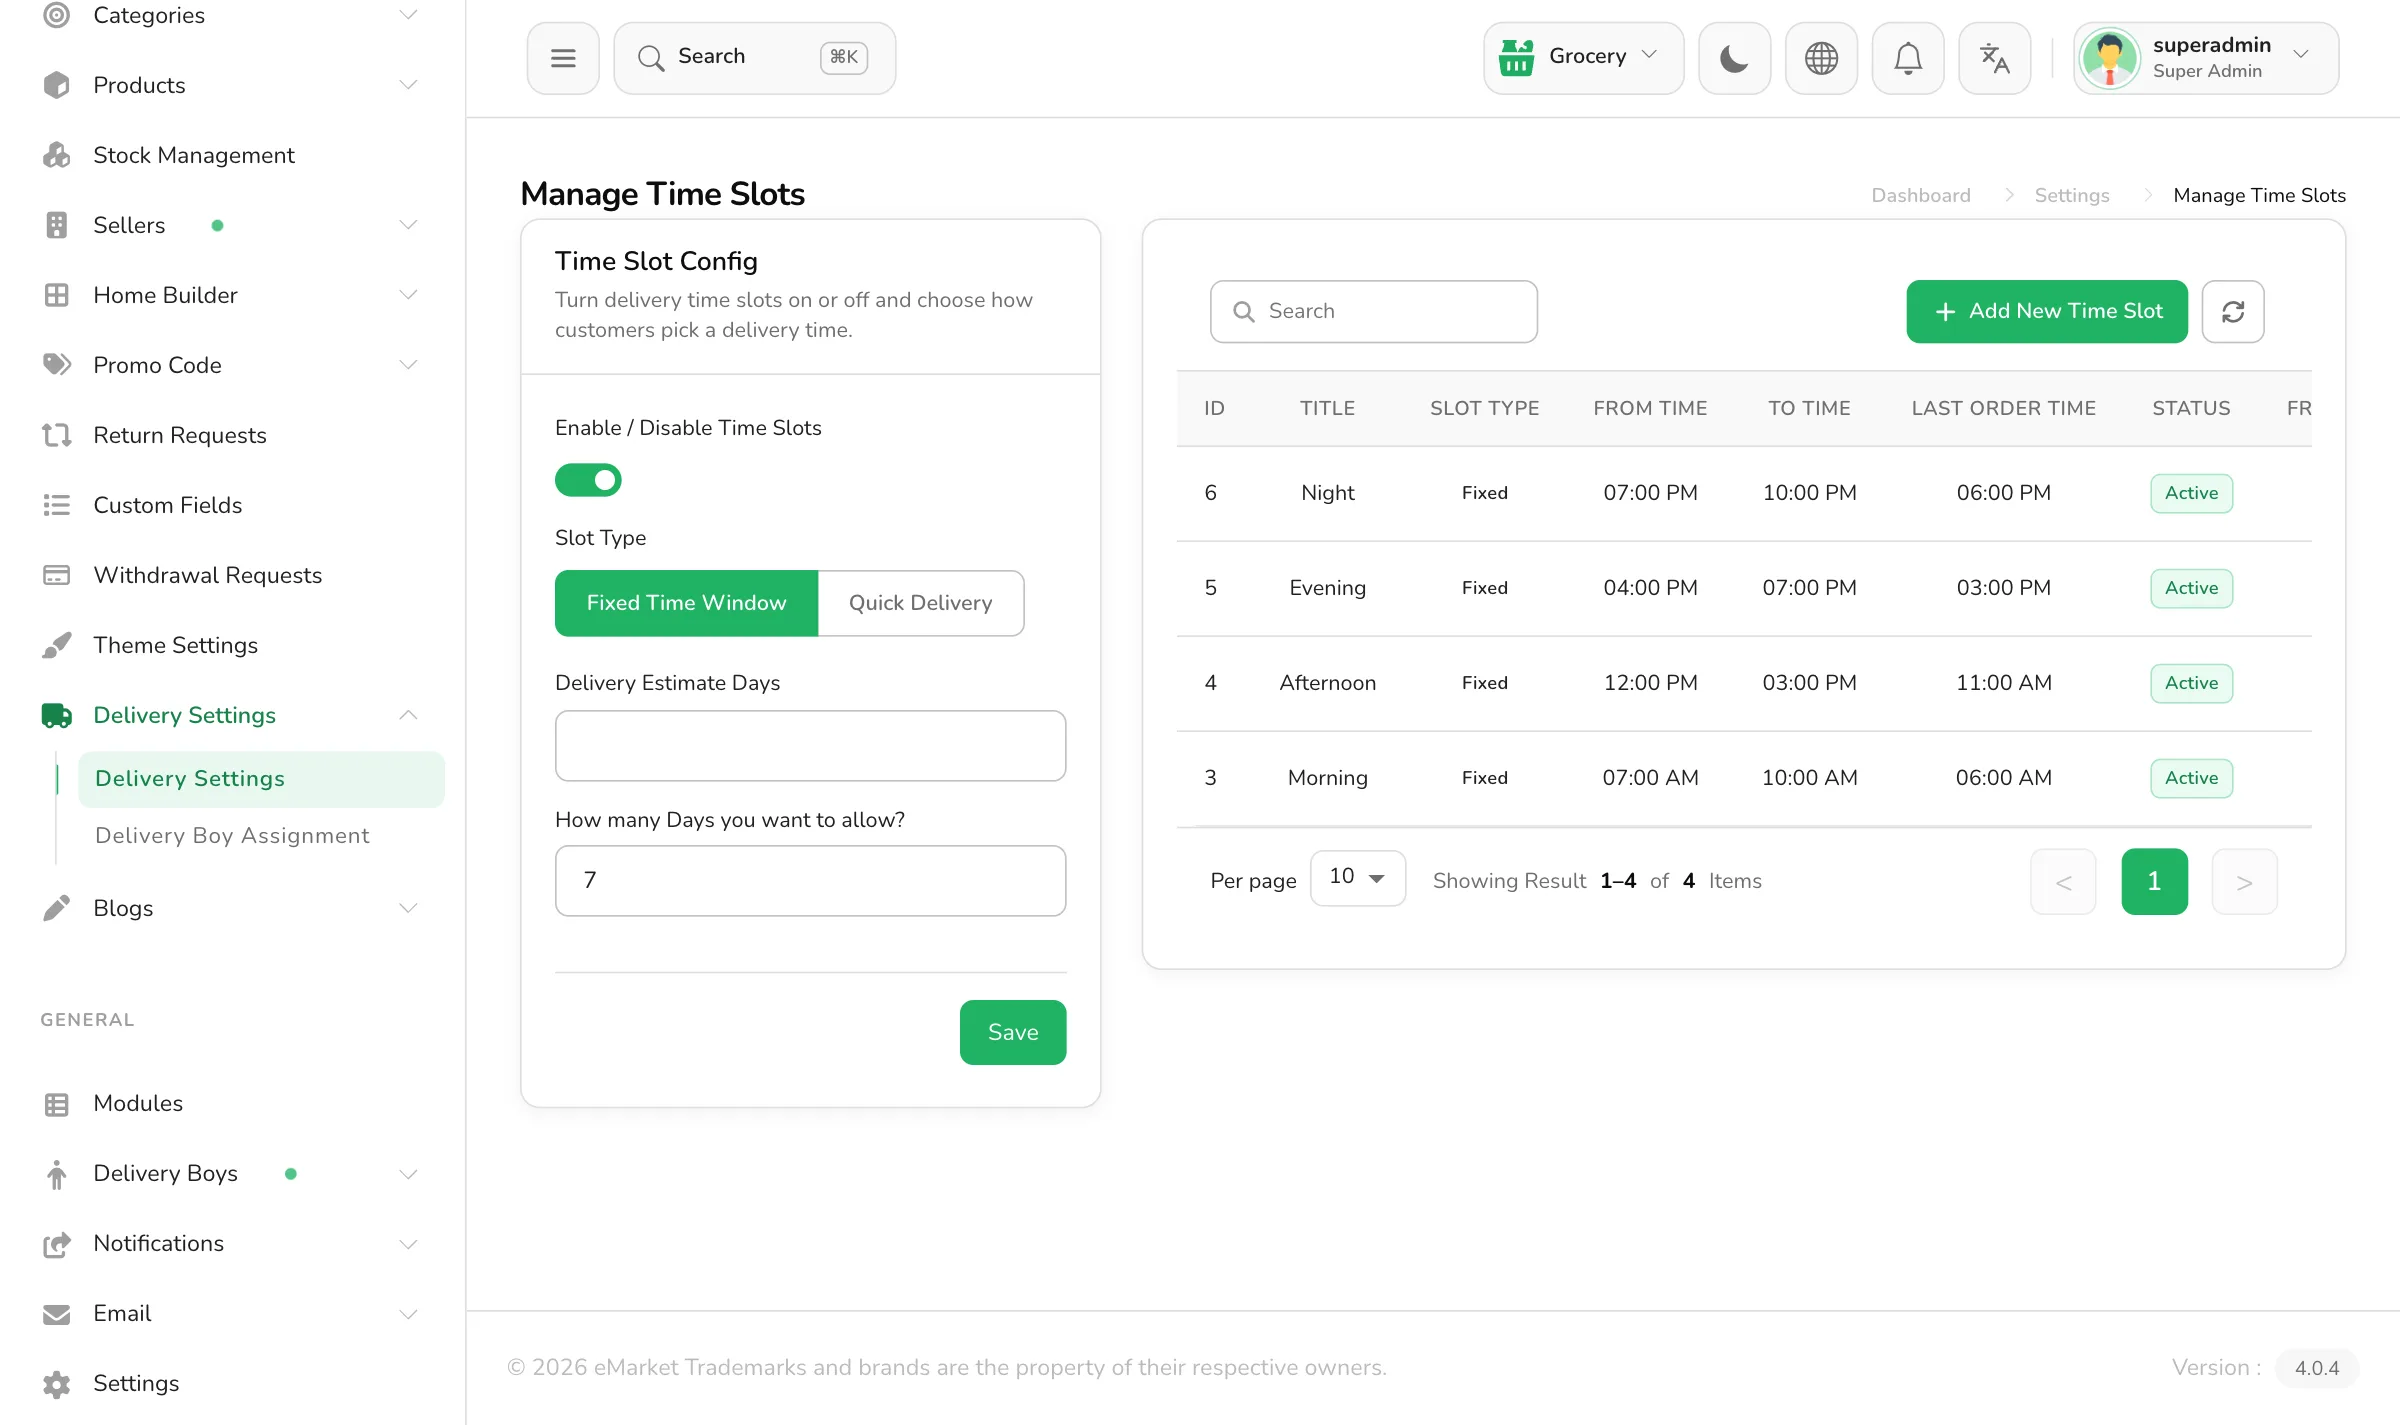 Categories
Products
Stock Management
Sellers
Home Builder
Promo Code
Return Requests
Custom Fields
Withdrawal Requests
Theme Settings
Delivery Settings
Delivery Settings
Delivery Boy Assignment
Blogs
GENERAL
Modules
Delivery Boys
Notifications
Email
Settings
Search ⌘K
Grocery
superadmin
Super Admin
Manage Time Slots
Dashboard > Settings > Manage Time Slots
Time Slot Config
Turn delivery time slots on or off and choose how
customers pick a delivery time.
Enable / Disable Time Slots
Slot Type
Fixed Time Window Quick Delivery
Delivery Estimate Days
How many Days you want to allow?
7
Save
Search
+ Add New Time Slot
ID TITLE SLOT TYPE FROM TIME TO TIME LAST ORDER TIME STATUS FR
6 Night Fixed 07:00 PM 10:00 PM 06:00 PM Active
5 Evening Fixed 04:00 PM 07:00 PM 03:00 PM Active
4 Afternoon Fixed 12:00 PM 03:00 PM 11:00 AM Active
3 Morning Fixed 07:00 AM 10:00 AM 06:00 AM Active
Per page 10 Showing Result 1–4 of 4 Items < 1 >
© 2026 eMarket Trademarks and brands are the property of their respective owners.
Version : 4.0.4